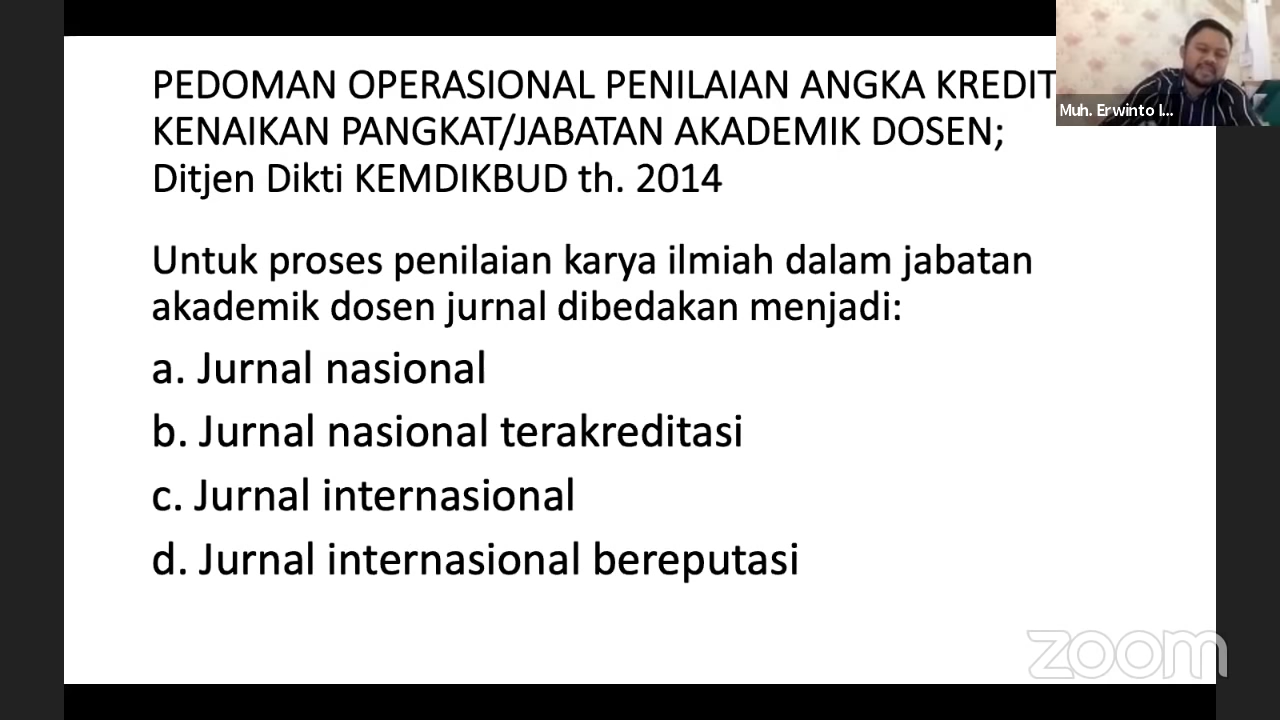 PEDOMAN OPERASIONAL PENILAIAN ANGKA KREDIT
KENAIKAN PANGKAT/JABATAN AKADEMIK DOSEN;
Ditjen Dikti KEMDIKBUD th. 2014
Muh. Erwinto I...
Untuk proses penilaian karya ilmiah dalam jabatan
akademik dosen jurnal dibedakan menjadi:
a. Jurnal nasional
b. Jurnal nasional terakreditasi
c. Jurnal internasional
d. Jurnal internasional bereputasi
zoom